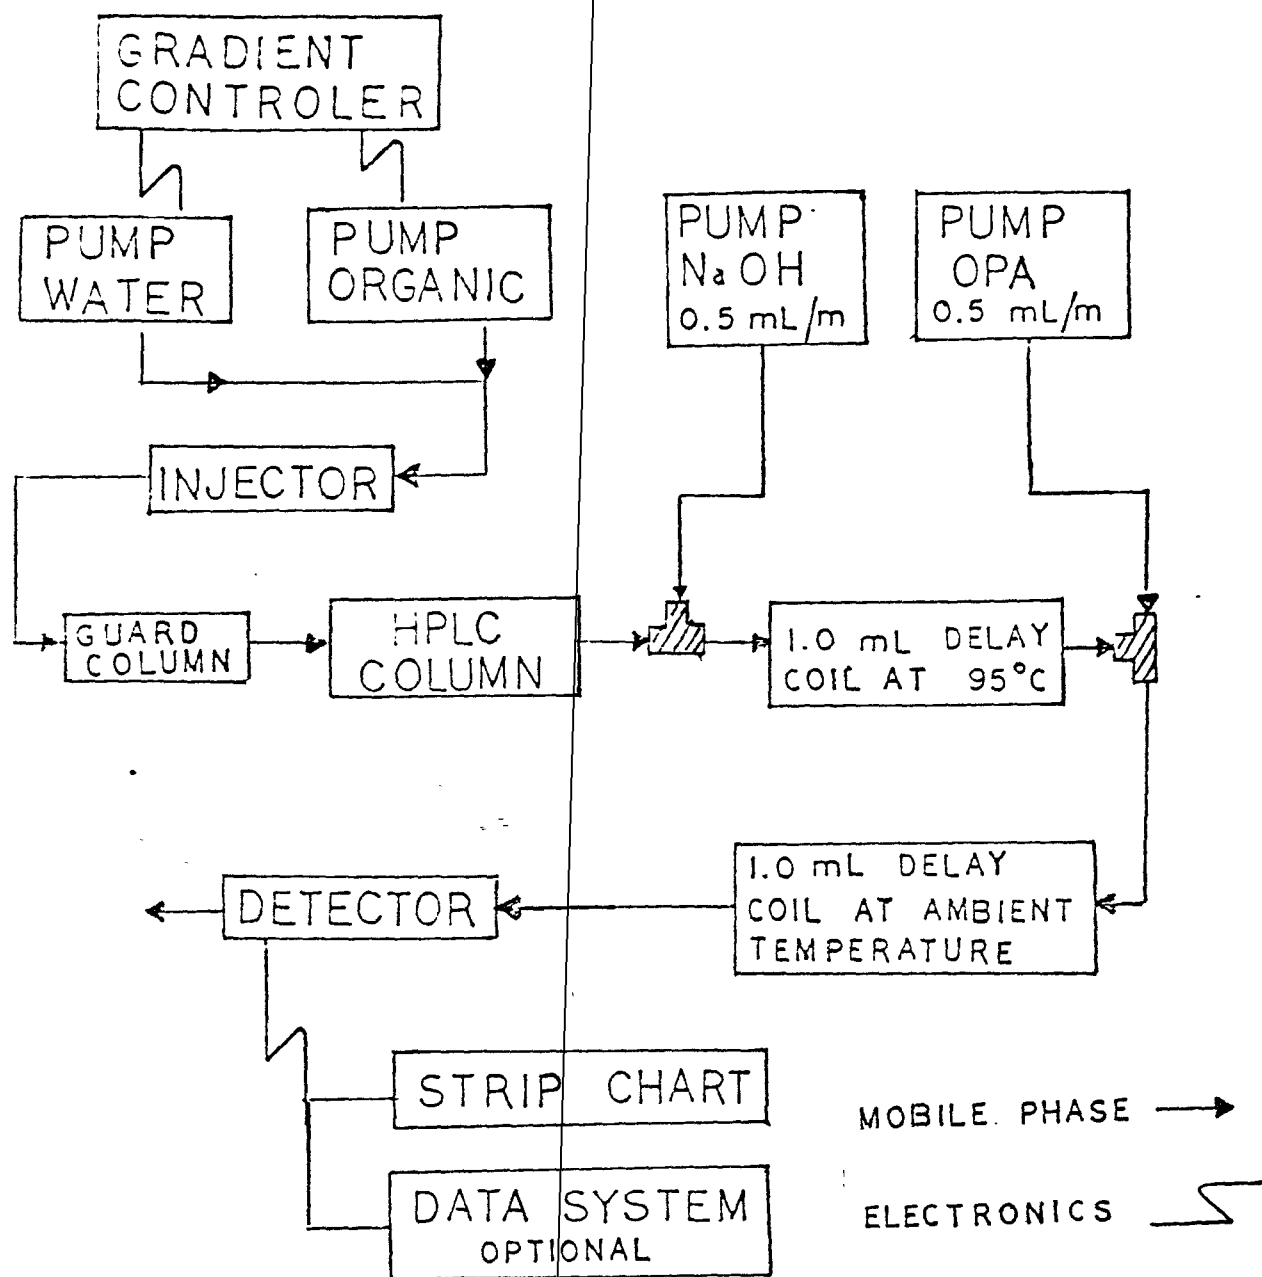 GRADIENT
CONTROLER
PUMP
WATER
PUMP
ORGANIC
PUMP
NaOH
0.5 mL/m
PUMP
OPA
0.5 mL/m
INJECTOR
GUARD
COLUMN
HPLC
COLUMN
1.0 mL DELAY
COIL AT 95°C
1.0 mL DELAY
COIL AT AMBIENT
TEMPERATURE
DETECTOR
STRIP CHART
DATA SYSTEM
OPTIONAL
MOBILE PHASE
ELECTRONICS